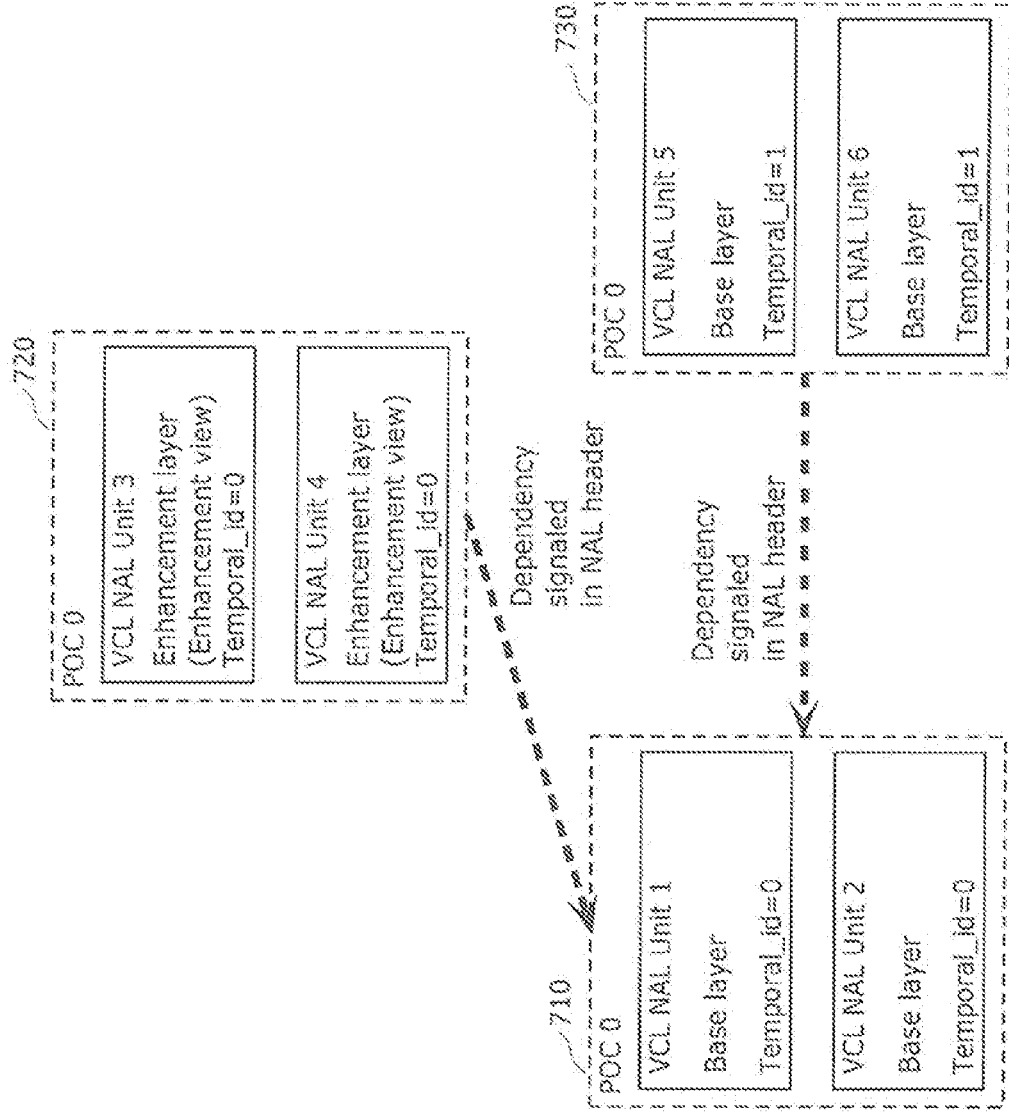 720
POC 0
VCL NAL Unit 3
Enhancement layer
(Enhancement view)
Temporal_id=0
VCL NAL Unit 4
Enhancement layer
(Enhancement view)
Temporal_id=0
Dependency
signaled
in NAL header
710
POC 0
VCL NAL Unit 1
Base layer
Temporal_id=0
VCL NAL Unit 2
Base layer
Temporal_id=0
Dependency
signaled
in NAL header
730
POC 0
VCL NAL Unit 5
Base layer
Temporal_id=1
VCL NAL Unit 6
Base layer
Temporal_id=1